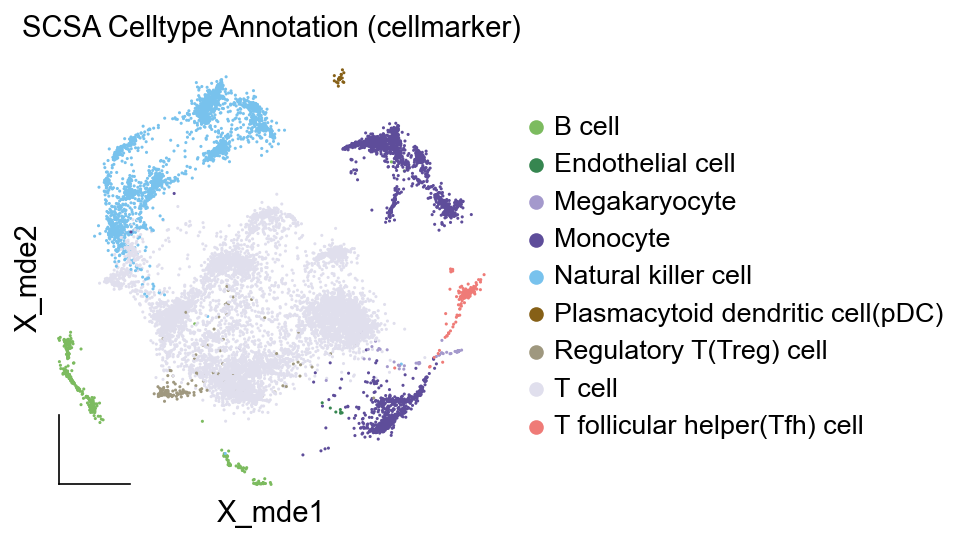 SCSA Celltype Annotation (cellmarker)
B cell
Endothelial cell
Megakaryocyte
Monocyte
Natural killer cell
Plasmacytoid dendritic cell(pDC)
Regulatory T(Treg) cell
T cell
T follicular helper(Tfh) cell
X_mde2
X_mde1